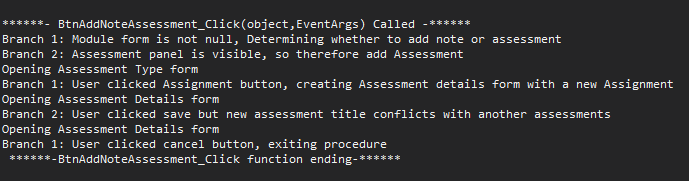 ******- BtnAddNoteAssessment_Click(object,EventArgs) Called -******
Branch 1: Module form is not null, Determining whether to add note or assessment
Branch 2: Assessment panel is visible, so therefore add Assessment
Opening Assessment Type form
Branch 1: User clicked Assignment button, creating Assessment details form with a new Assignment
Opening Assessment Details form
Branch 2: User clicked save but new assessment title conflicts with another assessments
Opening Assessment Details form
Branch 1: User clicked cancel button, exiting procedure
******-BtnAddNoteAssessment_Click function ending-******